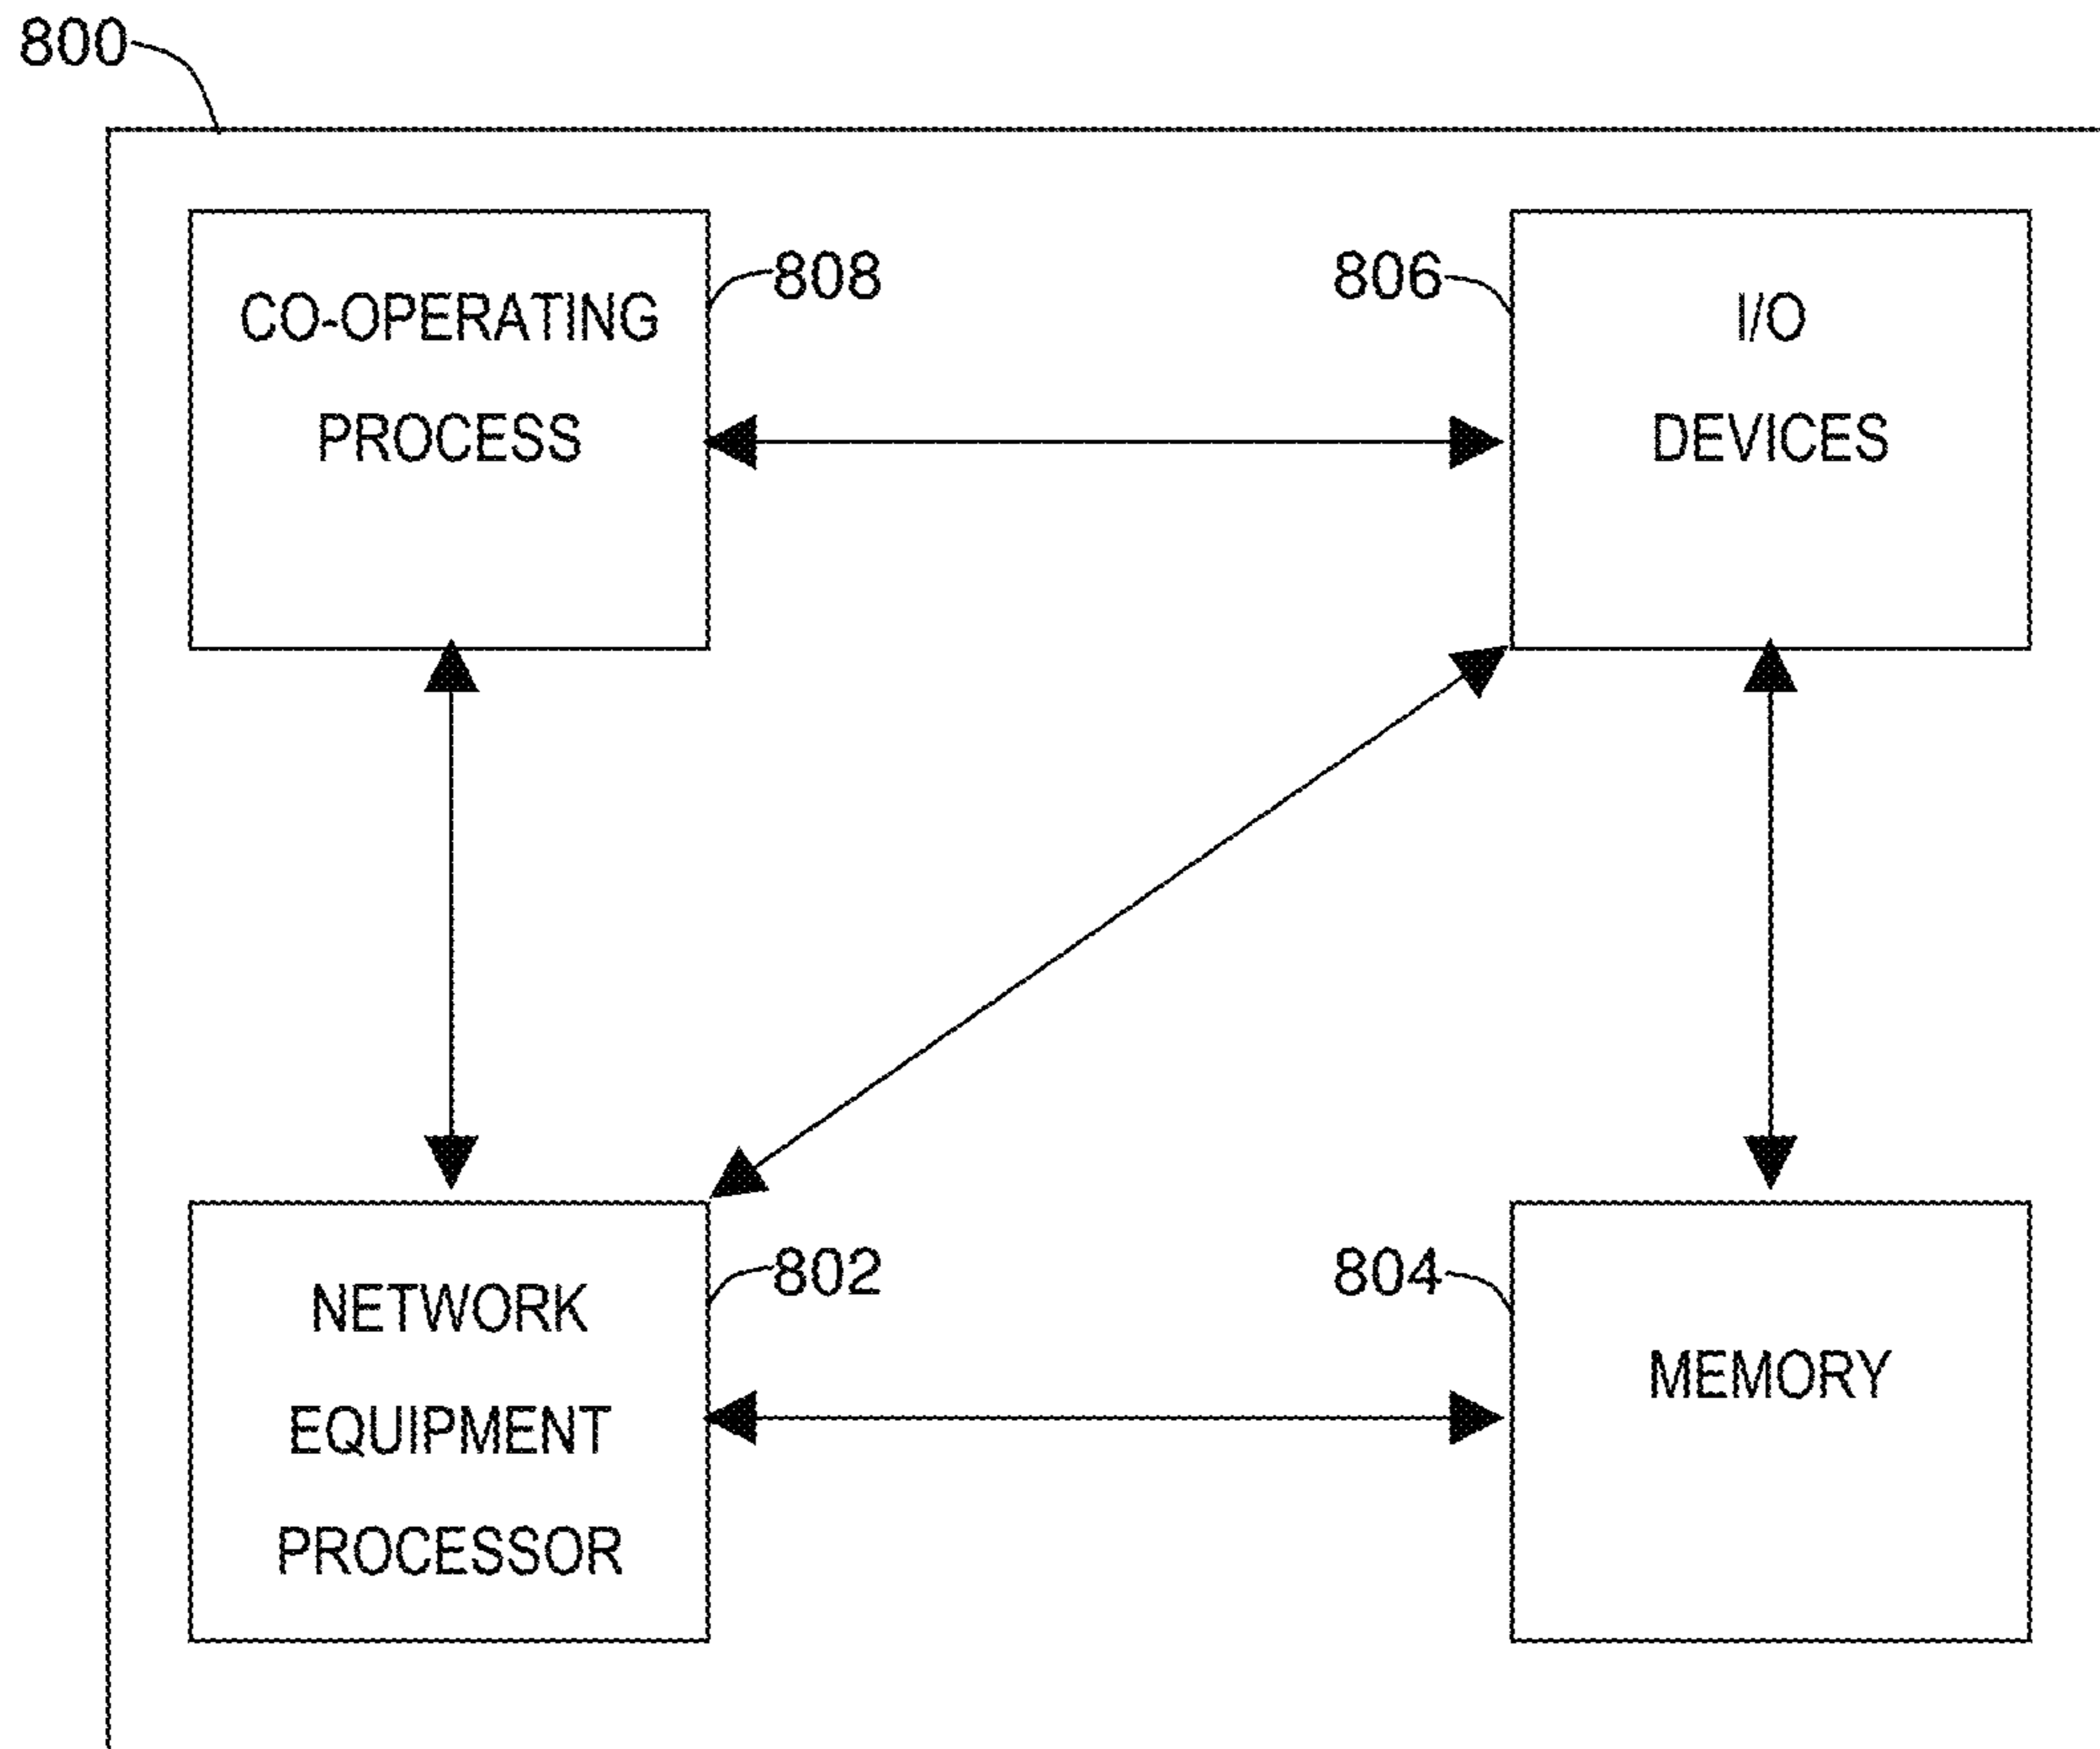 800
CO-OPERATING
PROCESS
808
806
I/O
DEVICES
NETWORK
EQUIPMENT
PROCESSOR
802
804
MEMORY